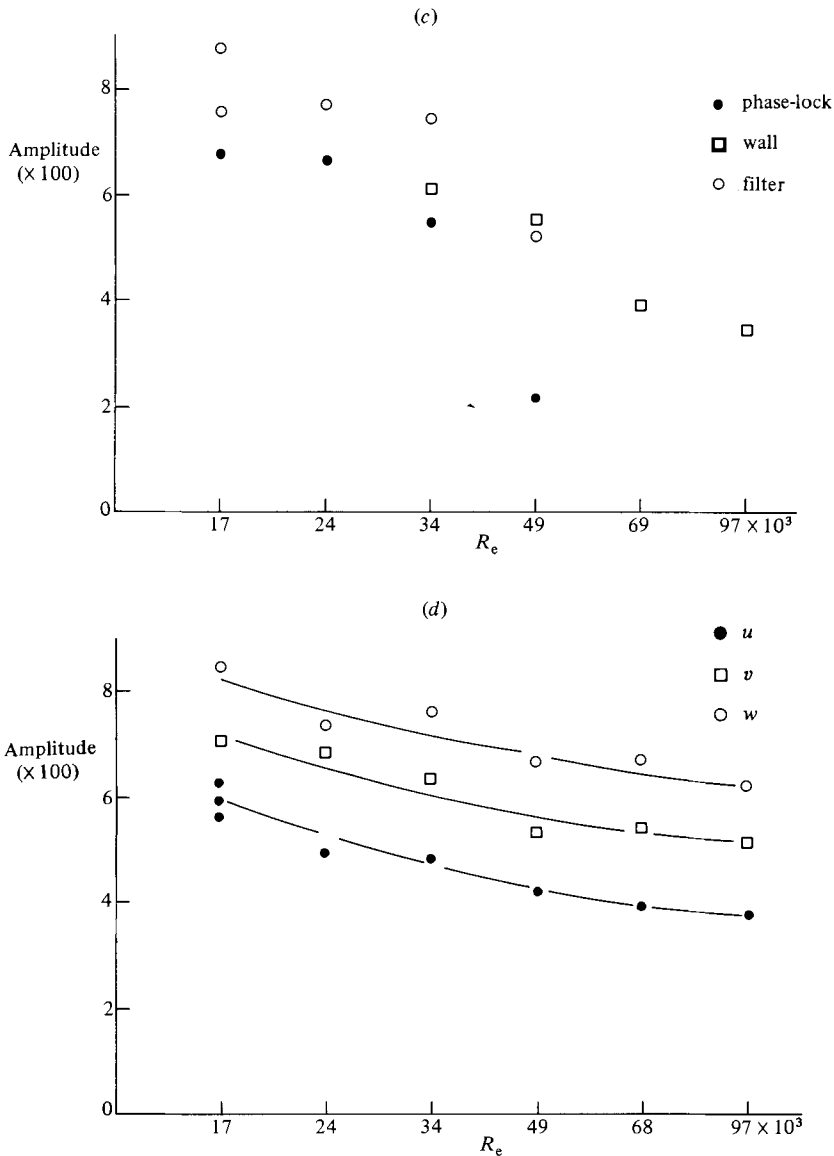 (c)
8
6
4
2
0
Amplitude
(× 100)
phase-lock
wall
filter
17 24 34 49 69 97 × 10³
Rₑ
(d)
u
v
w
8
6
4
2
0
Amplitude
(× 100)
17 24 34 49 68 97 × 10³
Rₑ